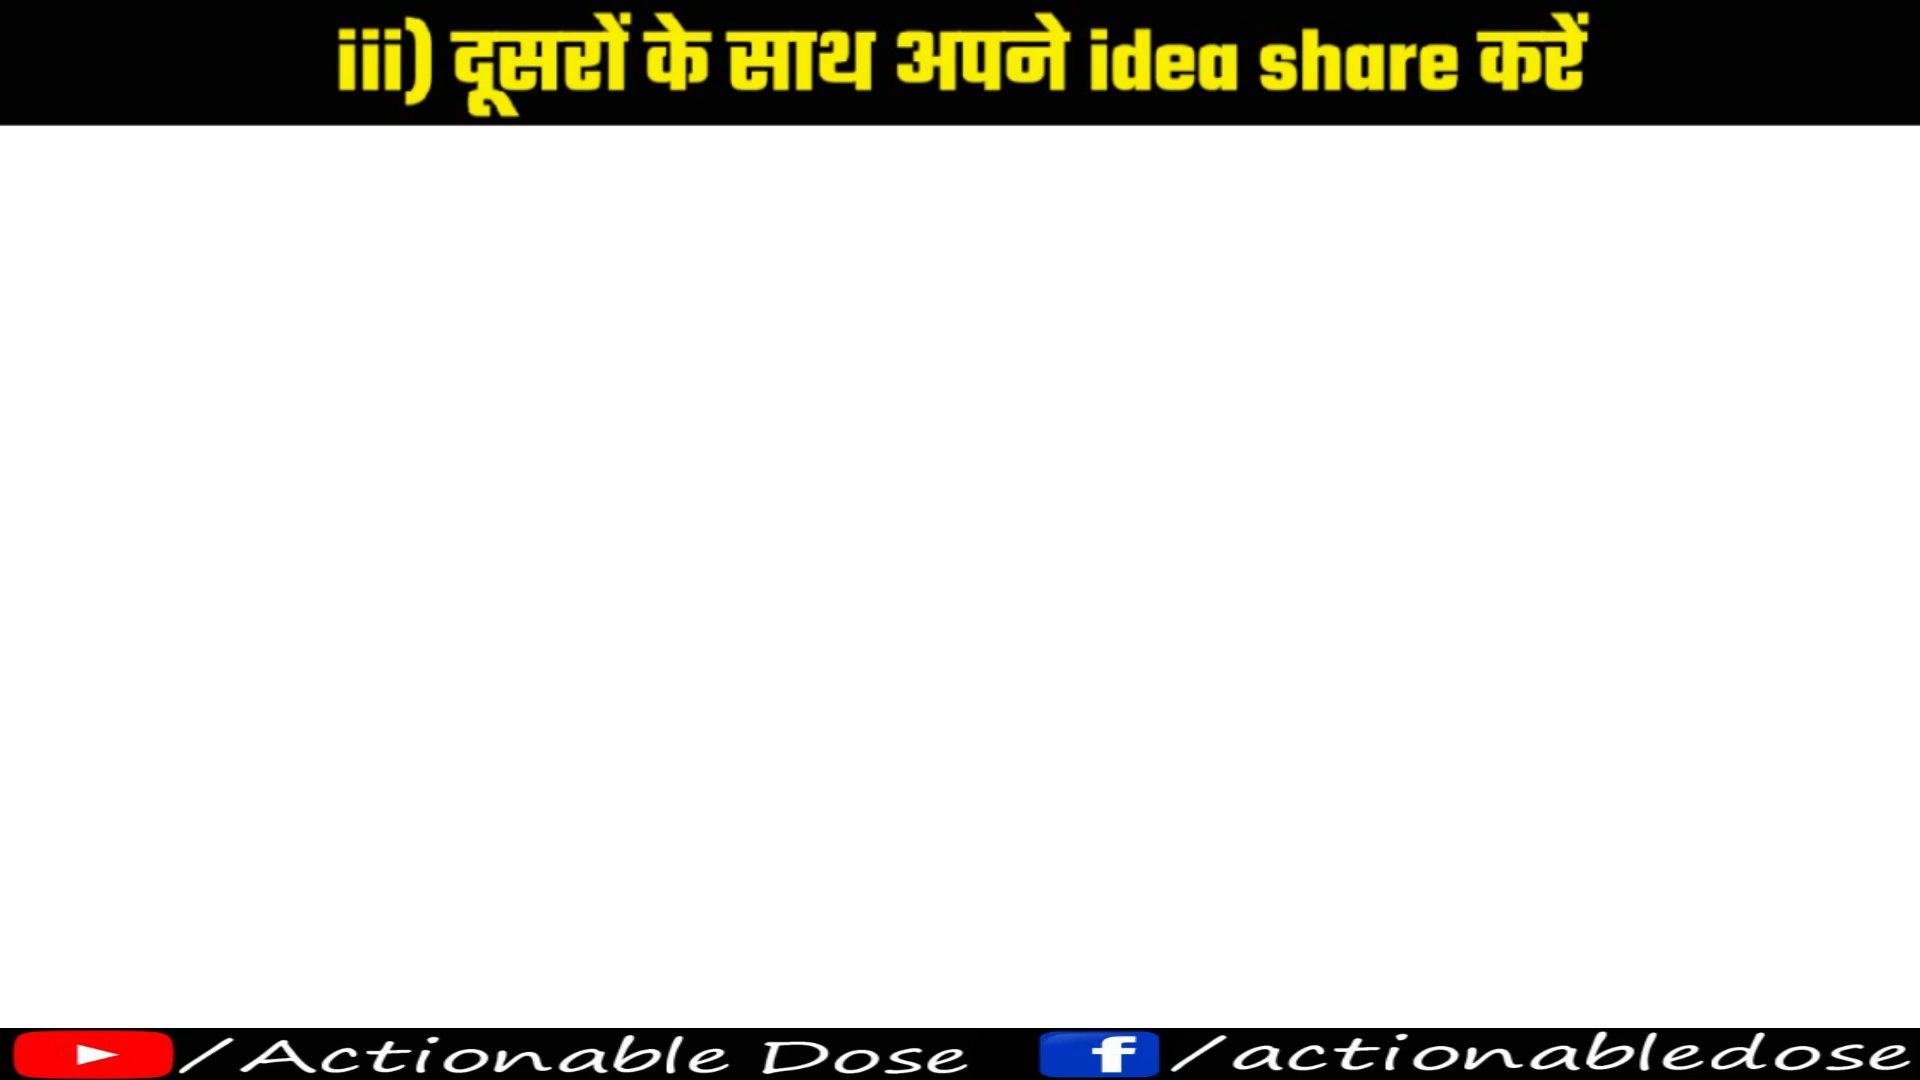 iii) दूसरों के साथ अपने idea share करें
/Actionable Dose f /actionabledose